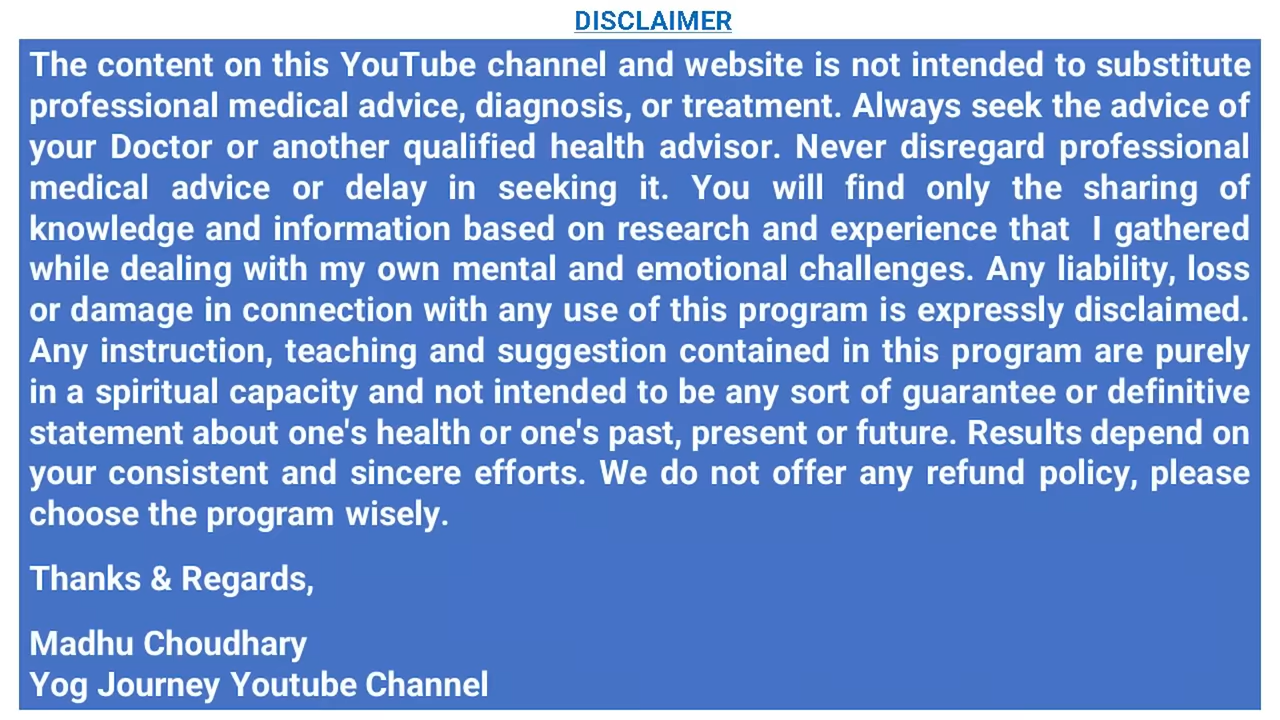 DISCLAIMER
The content on this YouTube channel and website is not intended to substitute
professional medical advice, diagnosis, or treatment. Always seek the advice of
your Doctor or another qualified health advisor. Never disregard professional
medical advice or delay in seeking it. You will find only the sharing of
knowledge and information based on research and experience that  I gathered
while dealing with my own mental and emotional challenges. Any liability, loss
or damage in connection with any use of this program is expressly disclaimed.
Any instruction, teaching and suggestion contained in this program are purely
in a spiritual capacity and not intended to be any sort of guarantee or definitive
statement about one's health or one's past, present or future. Results depend on
your consistent and sincere efforts. We do not offer any refund policy, please
choose the program wisely.
Thanks & Regards,
Madhu Choudhary
Yog Journey Youtube Channel